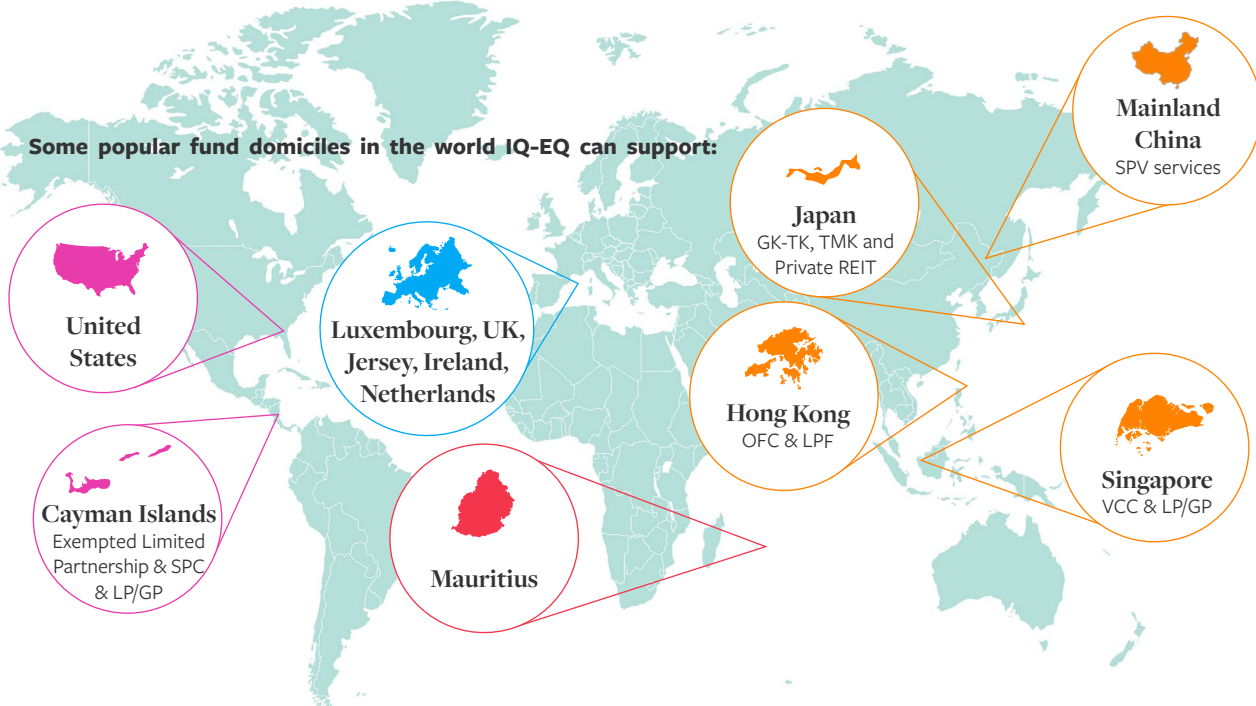 Some popular fund domiciles in the world IQ-EQ can support:
United
States
Cayman Islands
Exempted Limited
Partnership & SPC
& LP/GP
Luxembourg, UK,
Jersey, Ireland,
Netherlands
Mauritius
Japan
GK-TK, TMK and
Private REIT
Hong Kong
OFC & LPF
Mainland
China
SPV services
Singapore
VCC & LP/GP